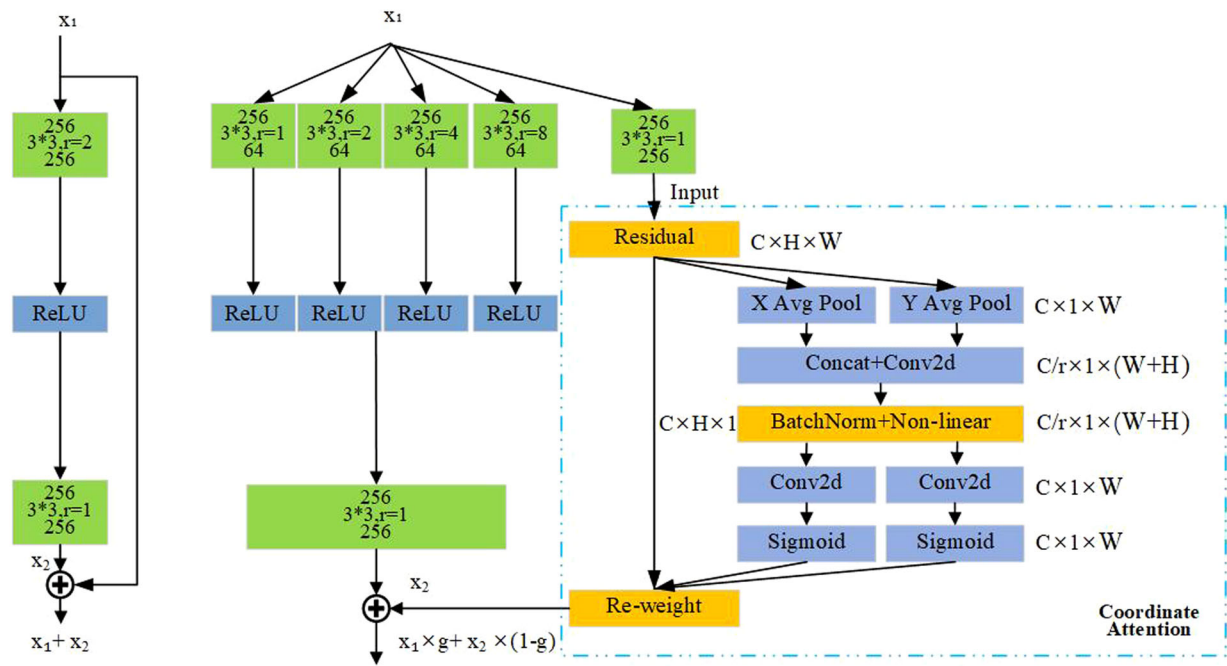 x₁
256
3*3,r=2
256
ReLU
256
3*3,r=1
256
x₂
x₁+ x₂
x₁
256
3*3,r=1
64
256
3*3,r=2
64
256
3*3,r=4
64
256
3*3,r=8
64
256
3*3,r=1
256
ReLU
ReLU
ReLU
ReLU
256
3*3,r=1
256
x₂
x₁×g+ x₂ ×(1-g)
Input
Residual
C×H×W
X Avg Pool
Y Avg Pool
C×1×W
Concat+Conv2d
C/r×1×(W+H)
C×H×1
BatchNorm+Non-linear
C/r×1×(W+H)
Conv2d
Conv2d
C×1×W
Sigmoid
Sigmoid
C×1×W
Re-weight
Coordinate
Attention